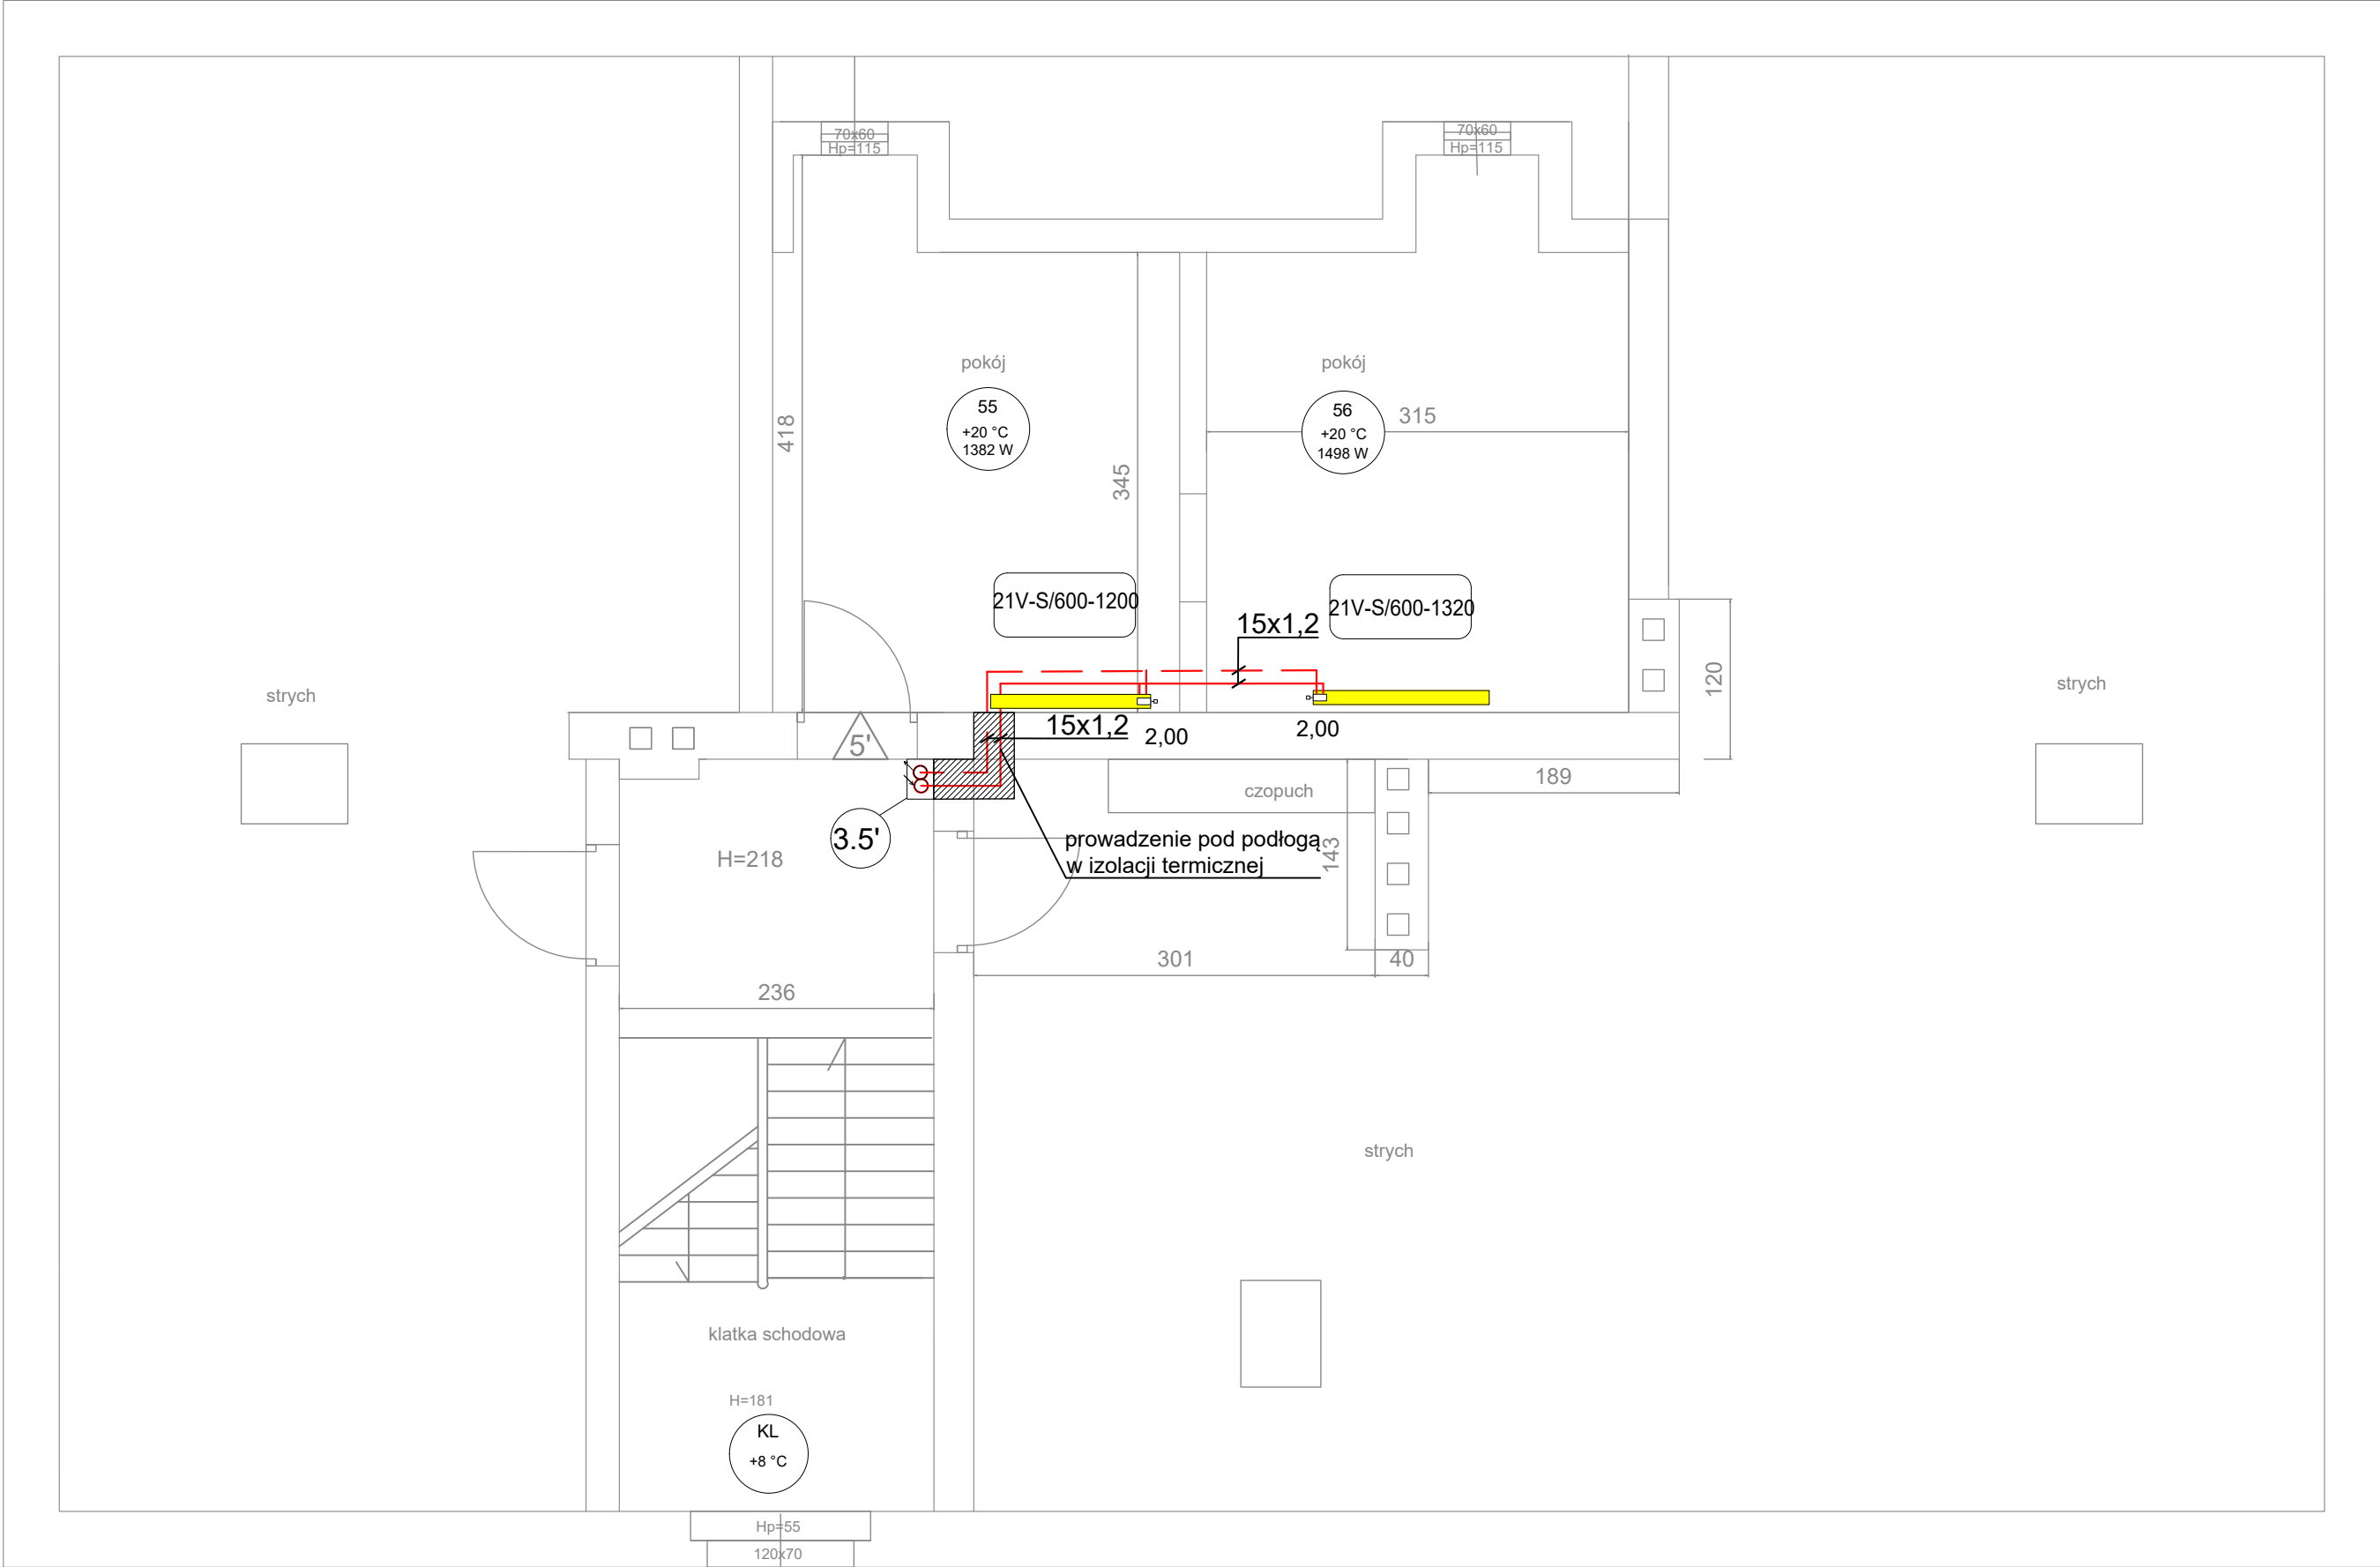 70x60
Hp=115
70x60
Hp=115
pokój
55
+20 °C
1382 W
pokój
56
+20 °C
1498 W
315
418
345
21V-S/600-1200
21V-S/600-1320
15x1,2
strych
strych
120
5'
15x1,2
2,00
2,00
189
czopuch
3.5'
H=218
prowadzenie pod podłogą
w izolacji termicznej
143
301
40
236
strych
klatka schodowa
H=181
KL
+8 °C
Hp=55
120x70